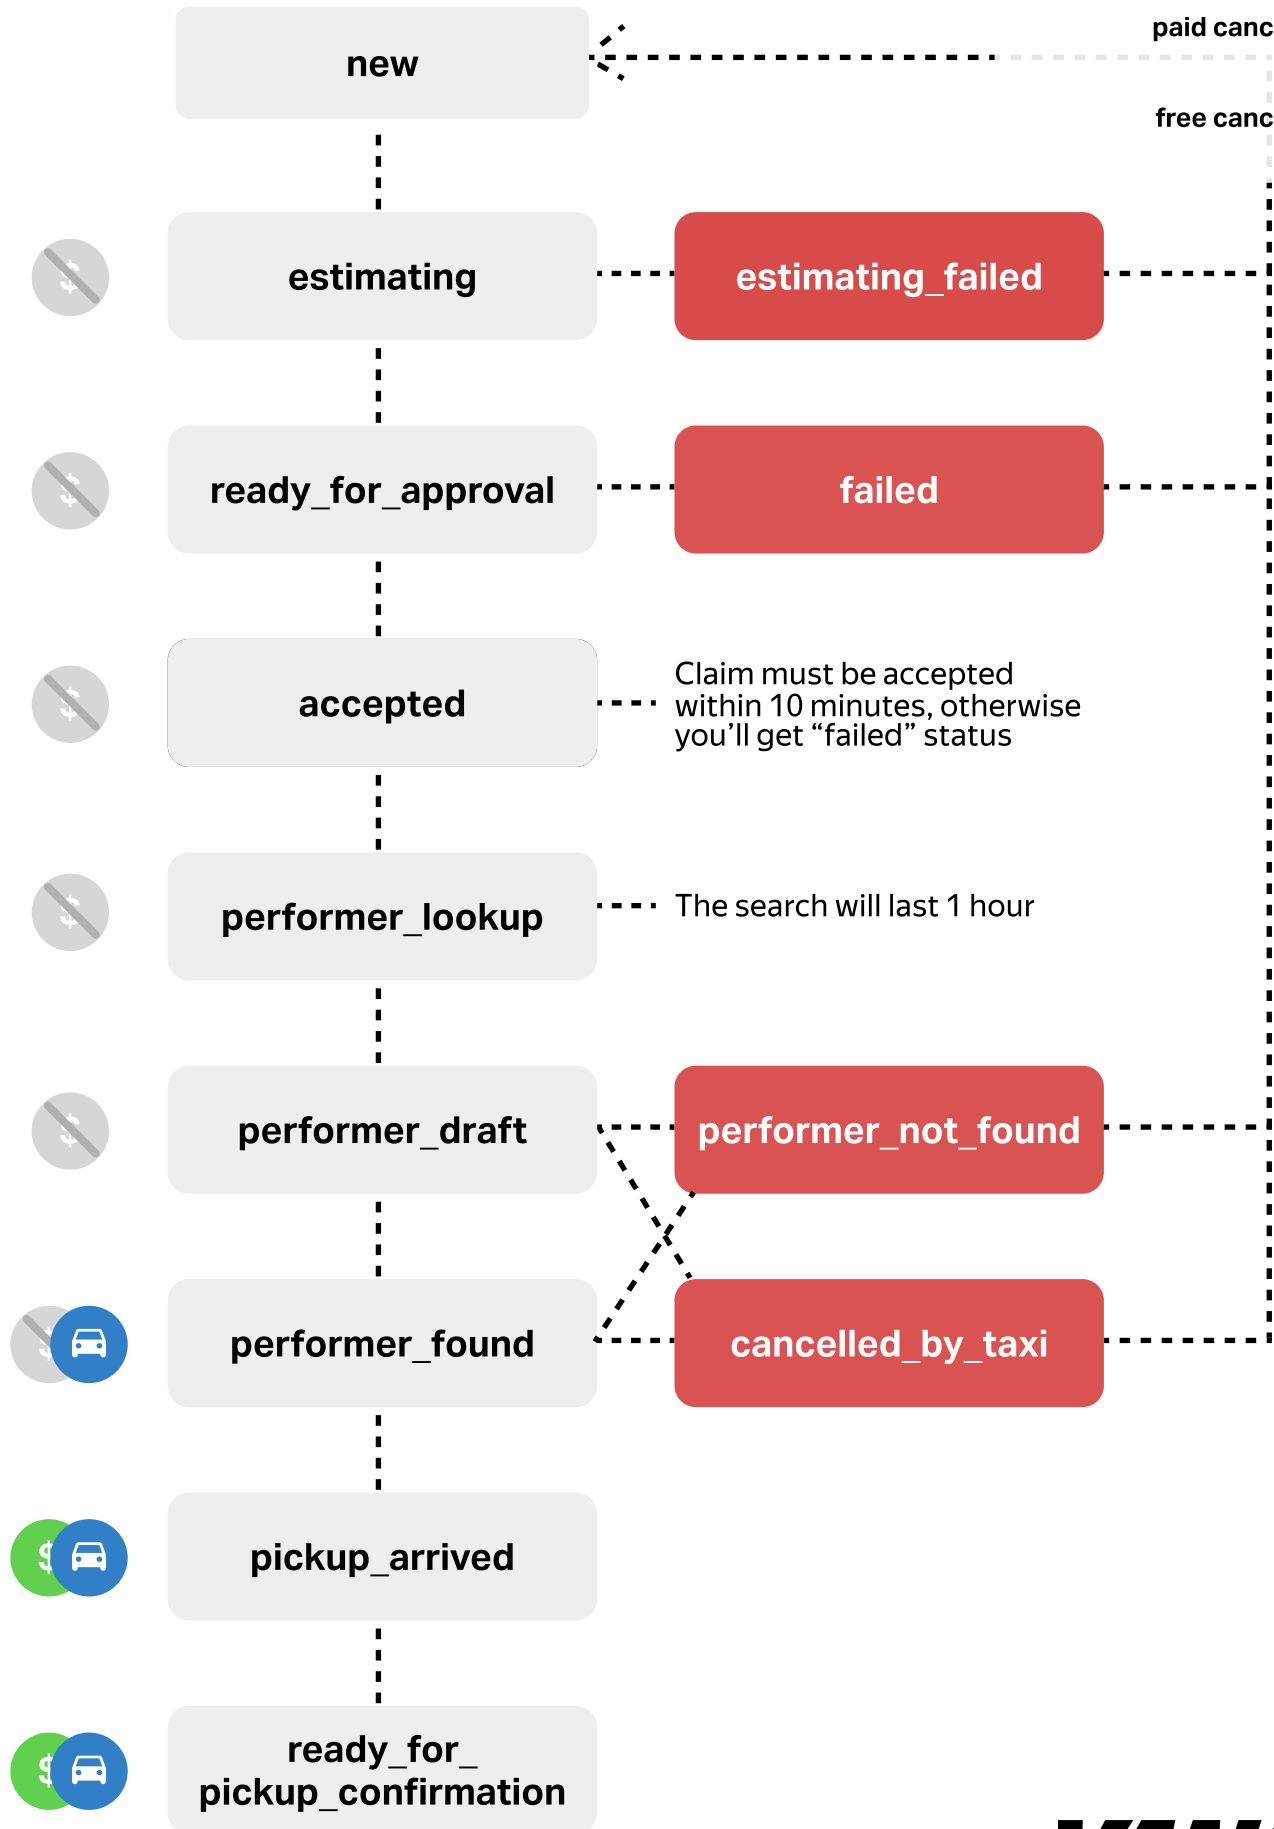 new
paid canc
free canc
estimating
estimating_failed
ready_for_approval
failed
accepted
Claim must be accepted
within 10 minutes, otherwise
you'll get “failed” status
performer_lookup
The search will last 1 hour
performer_draft
performer_not_found
performer_found
cancelled_by_taxi
pickup_arrived
ready_for_
pickup_confirmation